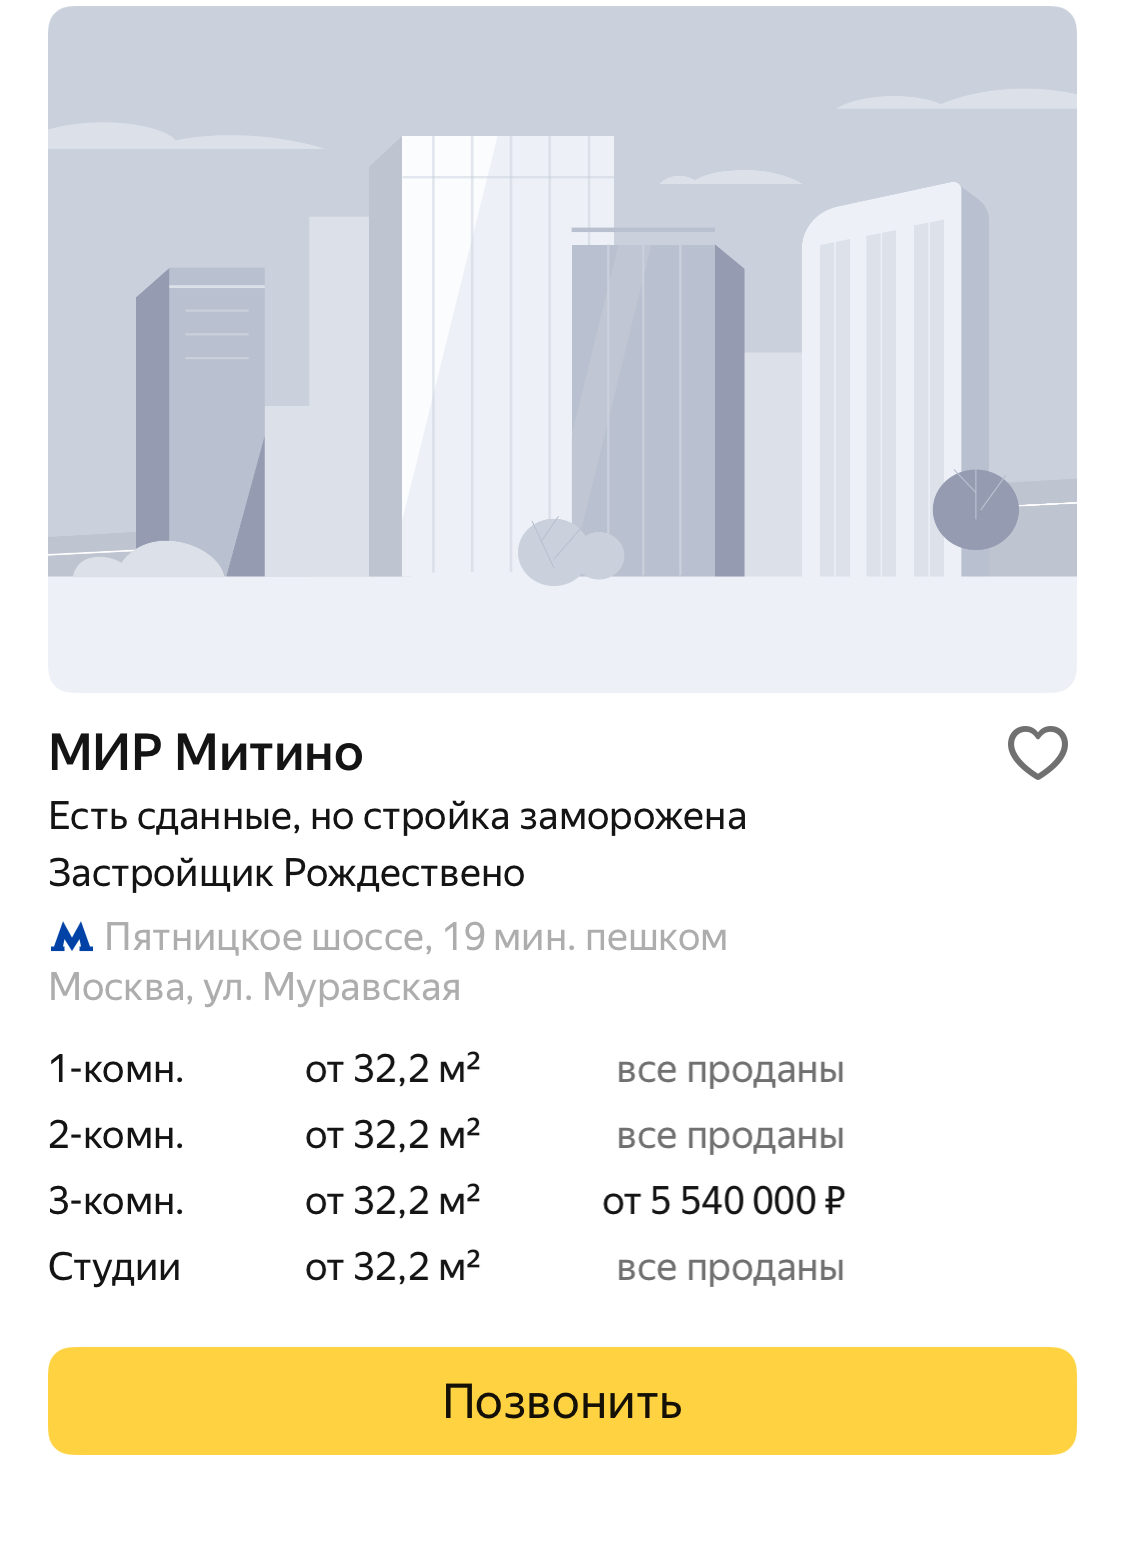 МИР Митино
Есть сданные, но стройка заморожена
Застройщик Рождествено
Пятницкое шоссе, 19 мин. пешком
Москва, ул. Муравская
1-комн. от 32,2 м² все проданы
2-комн. от 32,2 м² все проданы
3-комн. от 32,2 м² от 5 540 000 ₽
Студии от 32,2 м² все проданы
Позвонить